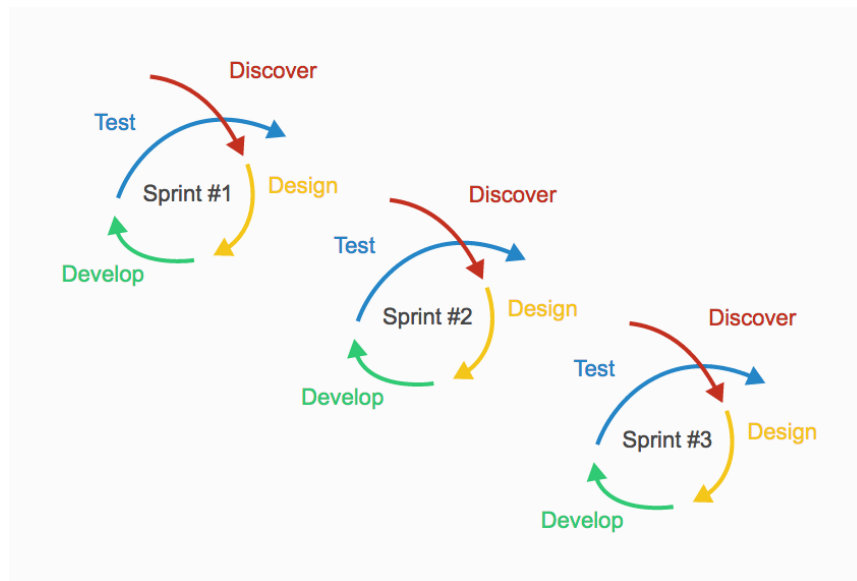 Discover
Test
Design
Sprint #1
Develop
Discover
Test
Design
Sprint #2
Develop
Discover
Test
Design
Sprint #3
Develop